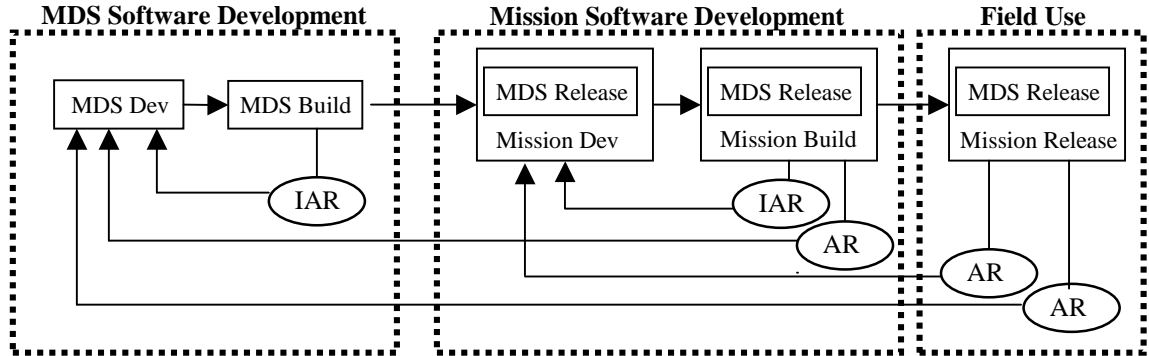 MDS Software Development
Mission Software Development
Field Use
MDS Dev
MDS Build
MDS Release
Mission Dev
MDS Release
Mission Build
MDS Release
Mission Release
IAR
IAR
AR
AR
AR